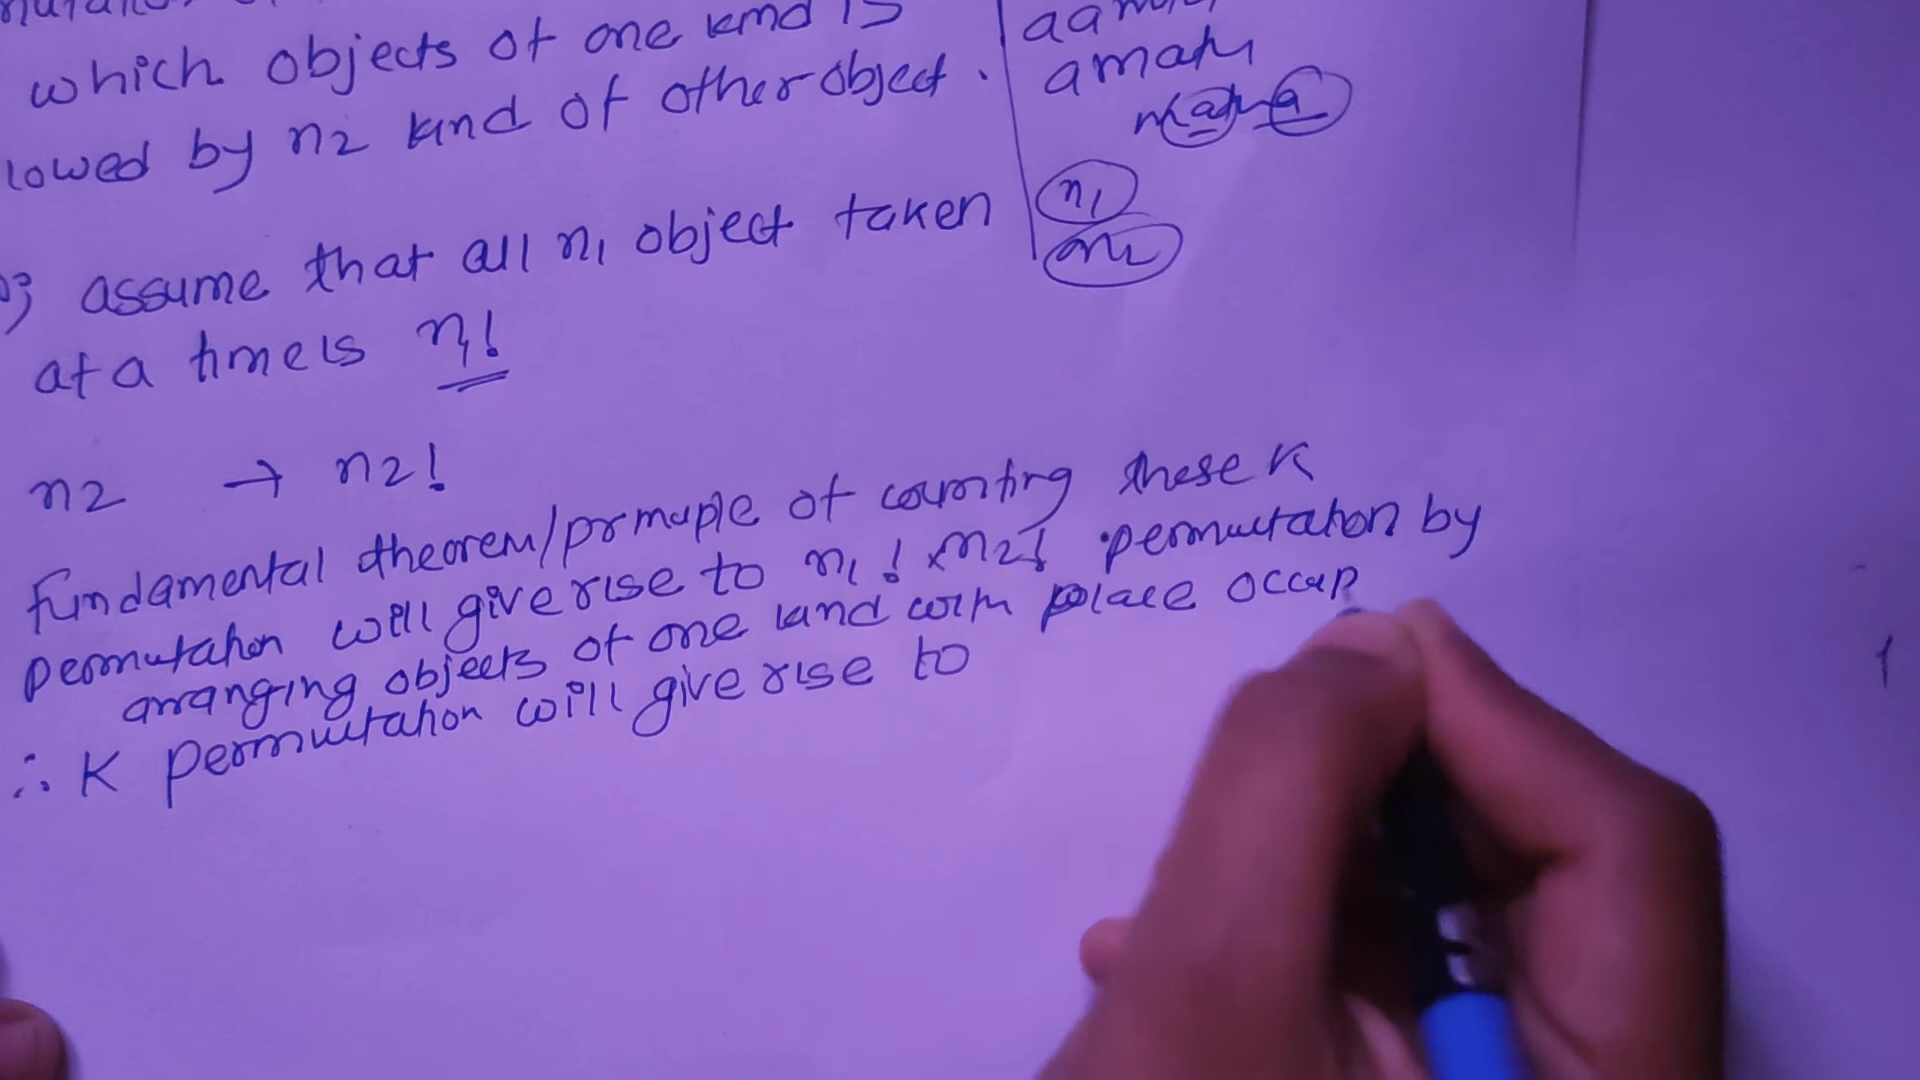 which objects of one kind is
lowed by n2 kind of other object.
assume that all n1 object taken
at a time is n1!
n2 → n2!
fundamental theorem/principle of counting these K
permutation will give rise to n1! × n2! permutation by
arranging objects of one kind with place occup
∴ K permutation will give rise to
amath
n1
n2